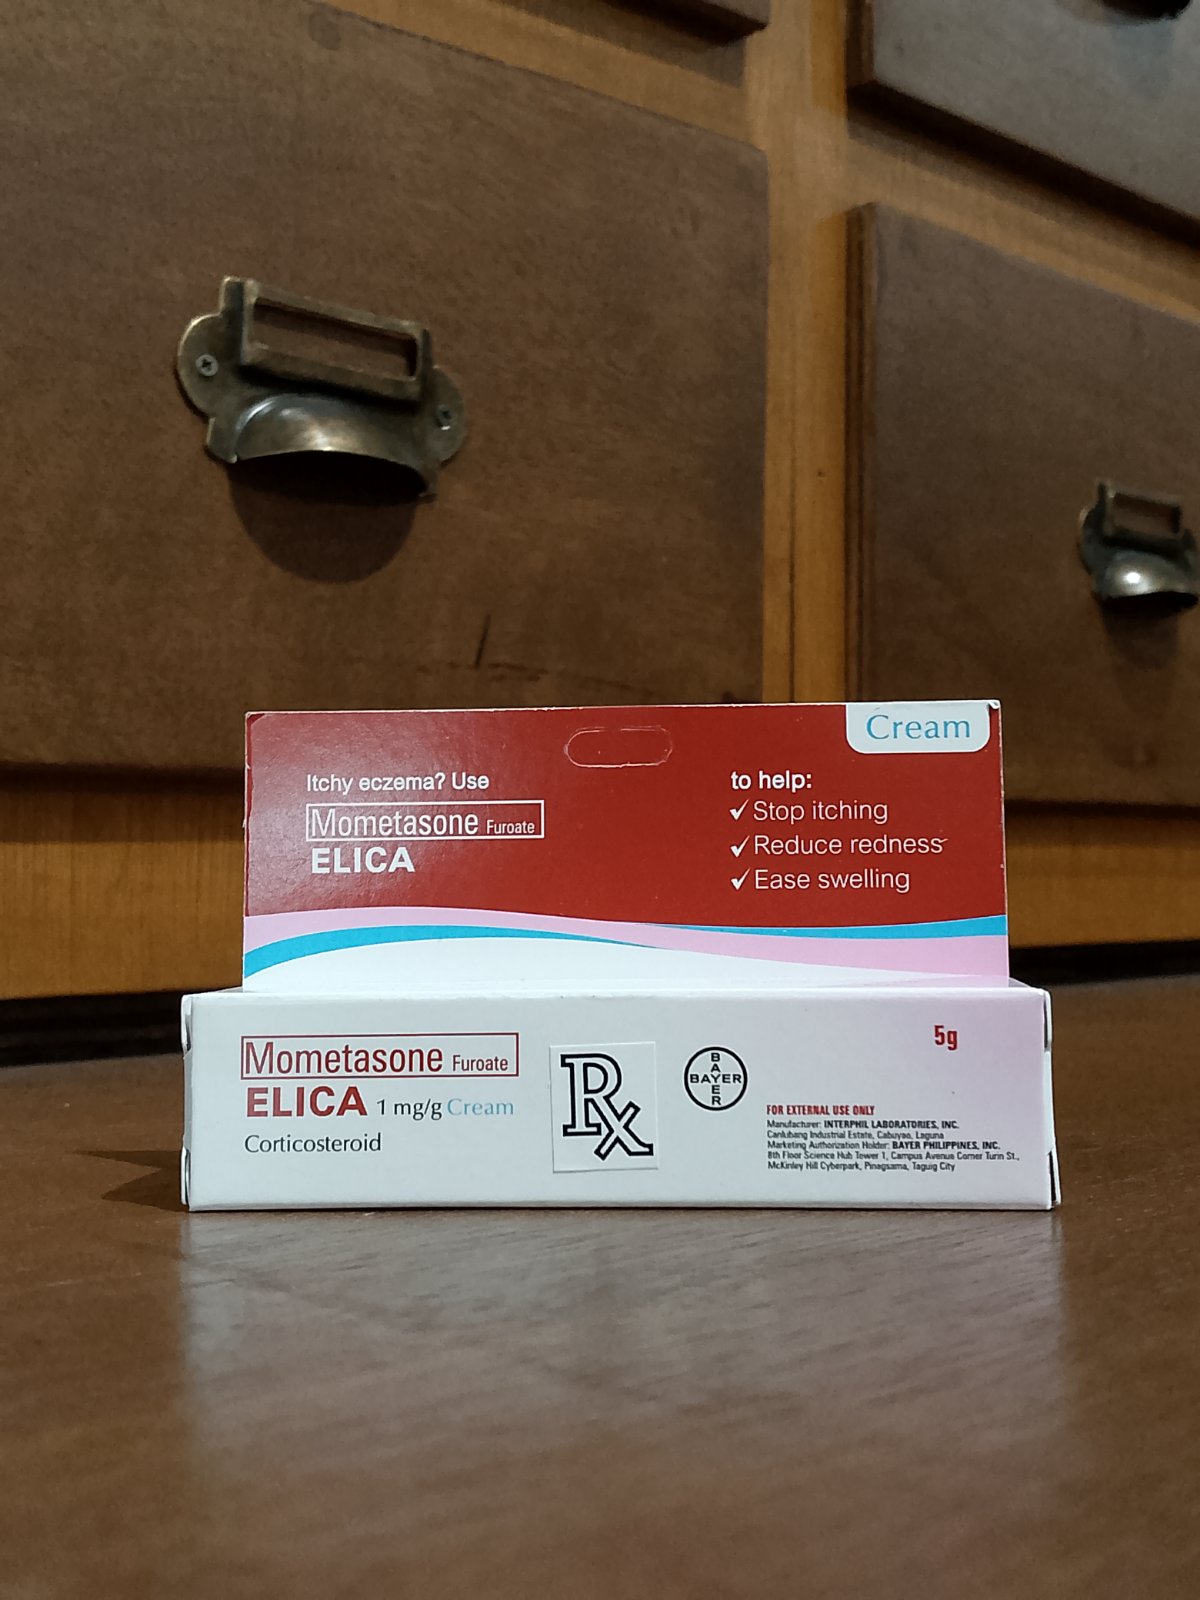 Cream
Itchy eczema? Use
Mometasone Furoate
ELICA
to help:
✓ Stop itching
✓ Reduce redness
✓ Ease swelling
Mometasone Furoate
ELICA 1 mg/g Cream
Corticosteroid
Rx
BAYER
BAYER
5g
FOR EXTERNAL USE ONLY
Manufacturer: INTERPHIL LABORATORIES, INC.
Canlubang Industrial Estate, Cabuyao, Laguna
Marketing Authorization Holder: BAYER PHILIPPINES, INC.
8th Floor Science Hub Tower 1, Campus Avenue Corner Turin St.,
McKinley Hill Cyberpark, Pinagsama, Taguig City